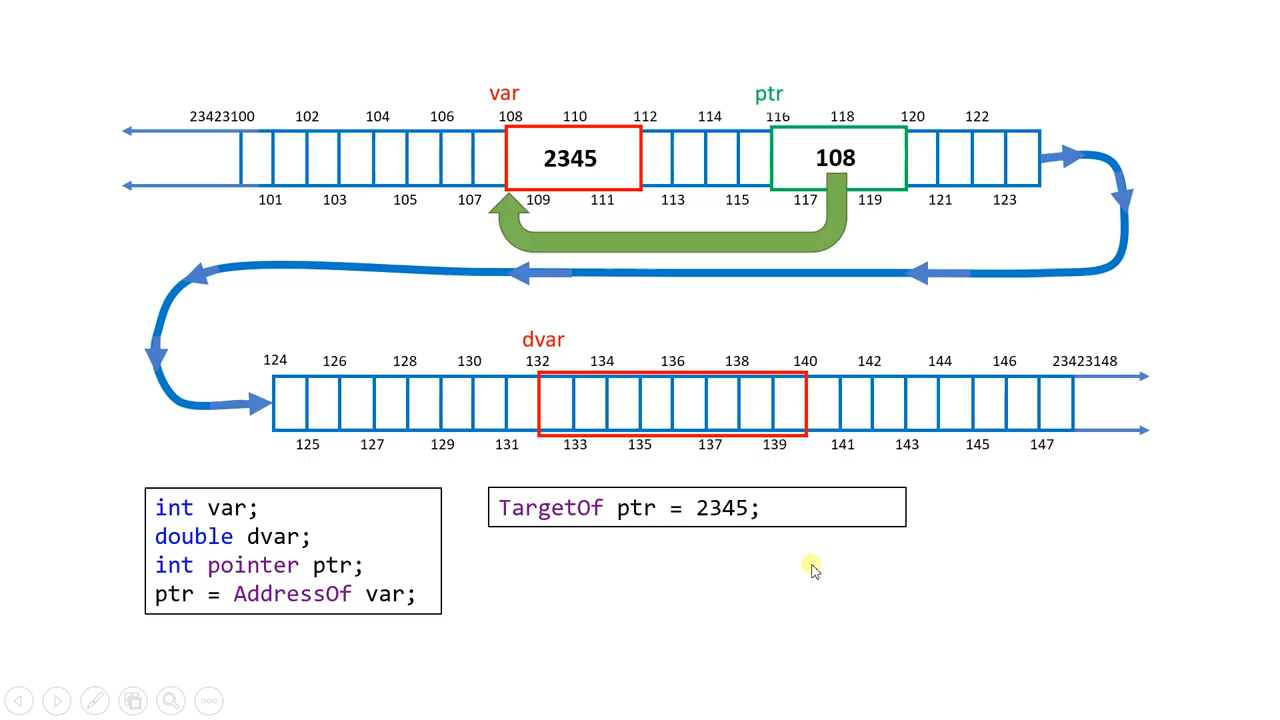 var ptr
23423100 102 104 106 108 110 112 114 116 118 120 122
2345 108
101 103 105 107 109 111 113 115 117 119 121 123
dvar
124 126 128 130 132 134 136 138 140 142 144 146 23423148
125 127 129 131 133 135 137 139 141 143 145 147
int var;
double dvar;
int pointer ptr;
ptr = AddressOf var;
TargetOf ptr = 2345;